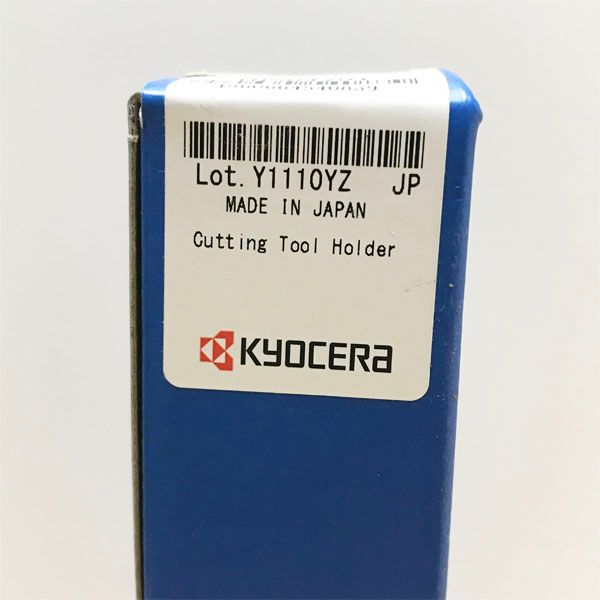 Lot. Y1110YZ JP
MADE IN JAPAN
Cutting Tool Holder
KYOCERA